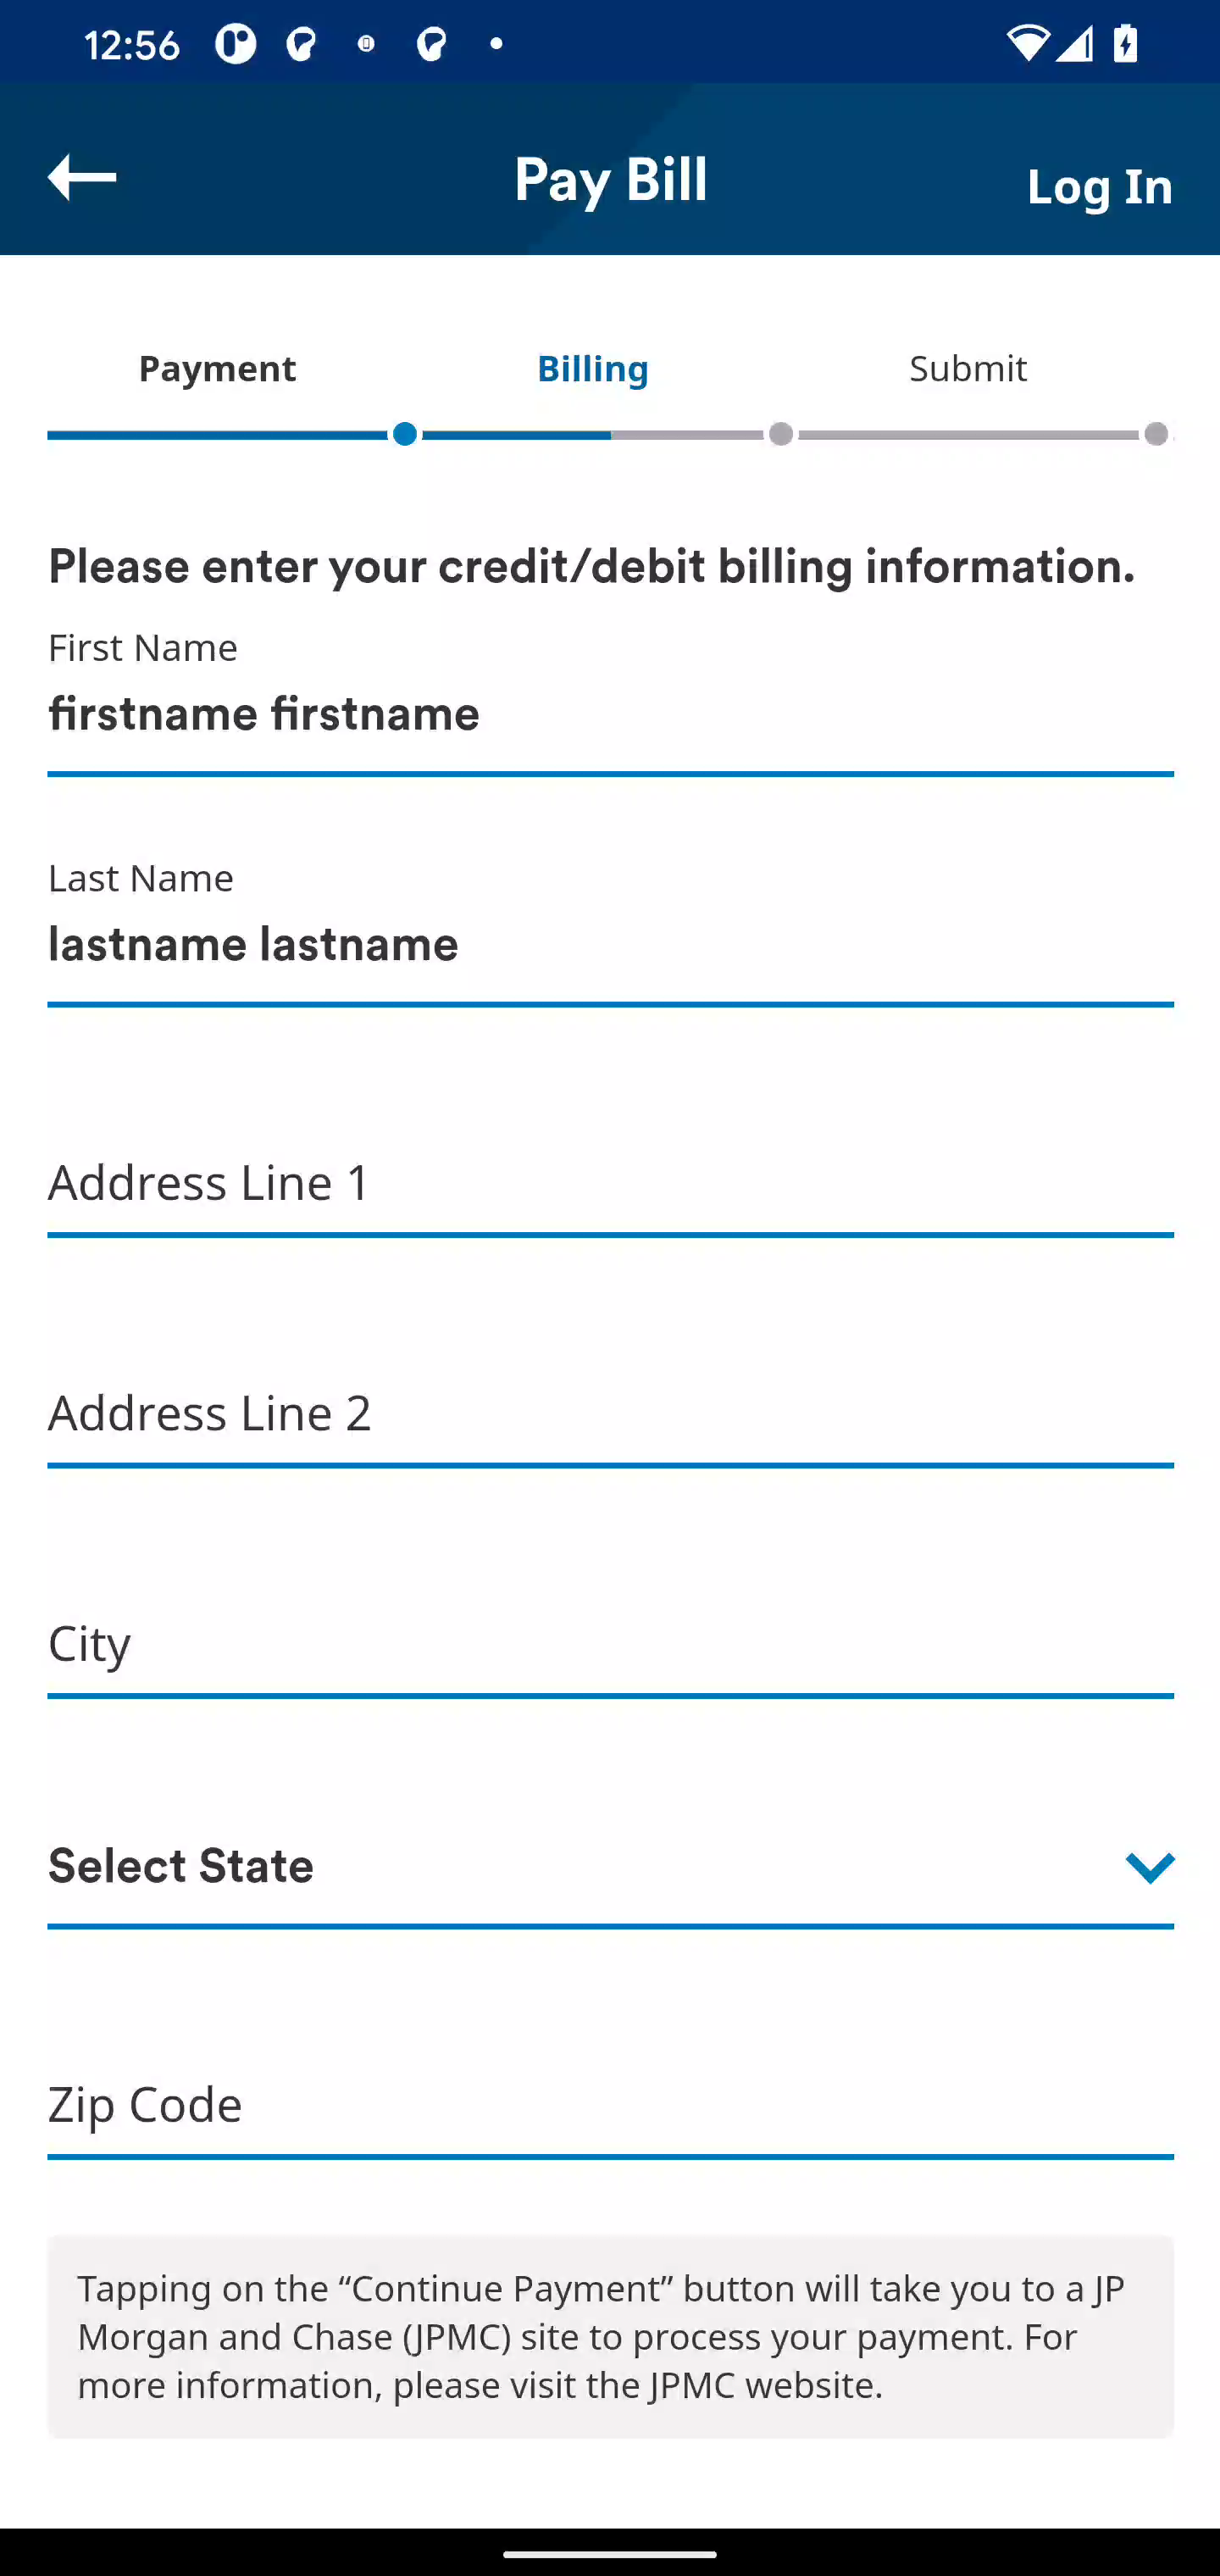 12:56
Pay Bill
Log In
Payment
Billing
Submit
Please enter your credit/debit billing information.
First Name
firstname firstname
Last Name
lastname lastname
Address Line 1
Address Line 2
City
Select State
Zip Code
Tapping on the “Continue Payment” button will take you to a JP
Morgan and Chase (JPMC) site to process your payment. For
more information, please visit the JPMC website.